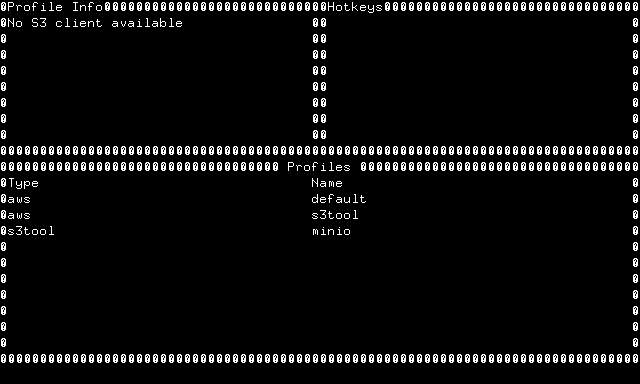 Profile Info
Hotkeys
No S3 client available
Profiles
Type Name
aws default
aws s3tool
s3tool minio